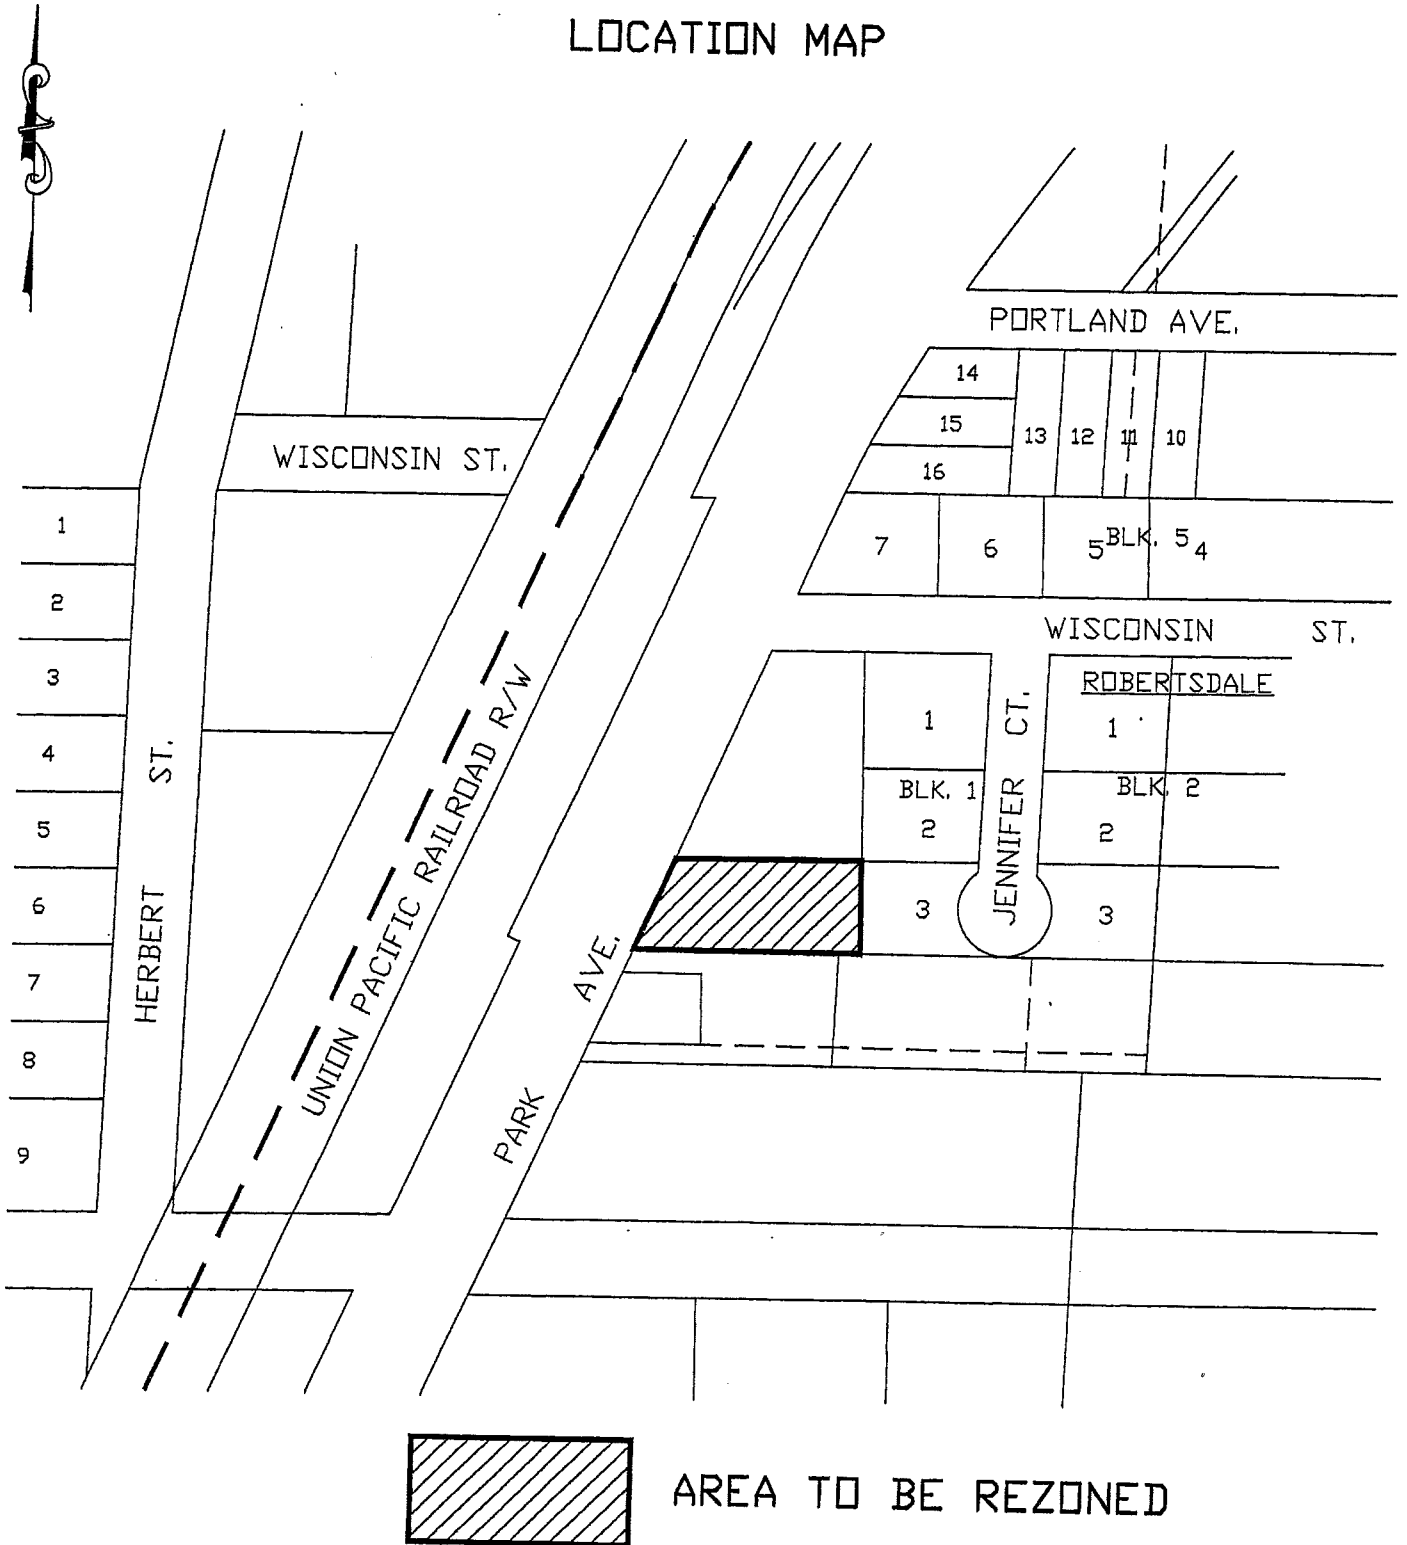 LOCATION MAP
PORTLAND AVE.
14
15
16
13
12
11
10
WISCONSIN ST.
7
6
5
BLK. 5
4
WISCONSIN ST.
ROBERTSDALE
1
2
3
4
5
6
7
8
9
HERBERT ST.
UNION PACIFIC RAILROAD R/W
PARK AVE.
1
BLK. 1
2
3
JENNIFER CT.
1
BLK. 2
2
3
AREA TO BE REZONED